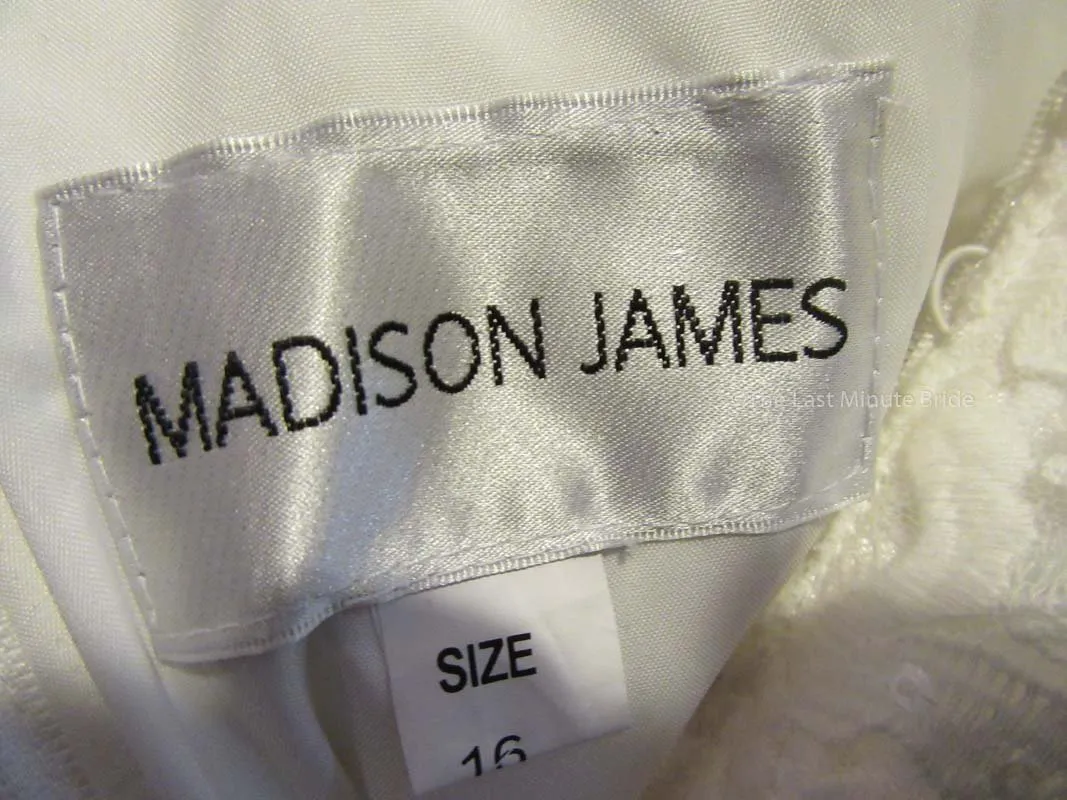 MADISON JAMES
The Last Minute Bride
SIZE
16